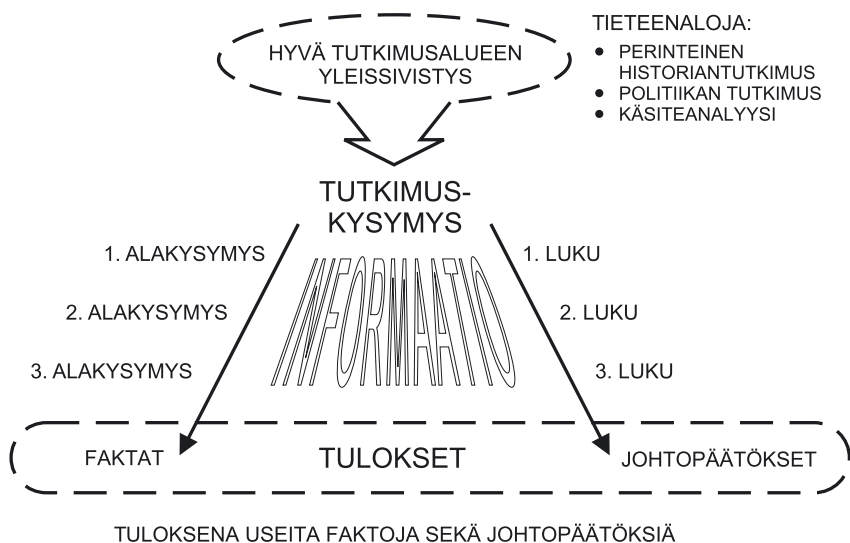 HYVÄ TUTKIMUSALUEEN
YLEISSIVISTYS
TIETEENALOJA:
• PERINTEINEN
HISTORIANTUTKIMUS
• POLITIIKAN TUTKIMUS
• KÄSITEANALYYSI
TUTKIMUS-
KYSYMYS
1. ALAKYSYMYS
2. ALAKYSYMYS
3. ALAKYSYMYS
INFORMAATIO
1. LUKU
2. LUKU
3. LUKU
FAKTAT
TULOKSET
JOHTOPÄÄTÖKSET
TULOKSENA USEITA FAKTOJA SEKÄ JOHTOPÄÄTÖKSIÄ